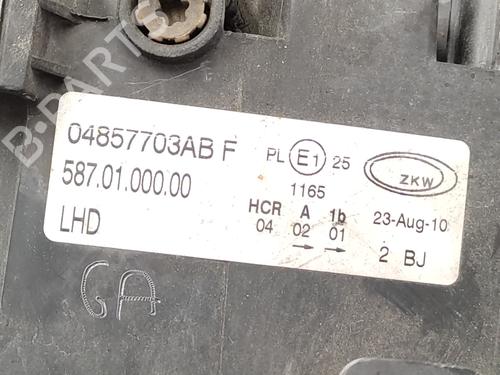 04857703AB F
587.01.000.00
LHD
PL E1 25
1165
HCR A 1b
04 02 01
→ →
ZKW
23-Aug-10
2 BJ
GA
B-PARTS